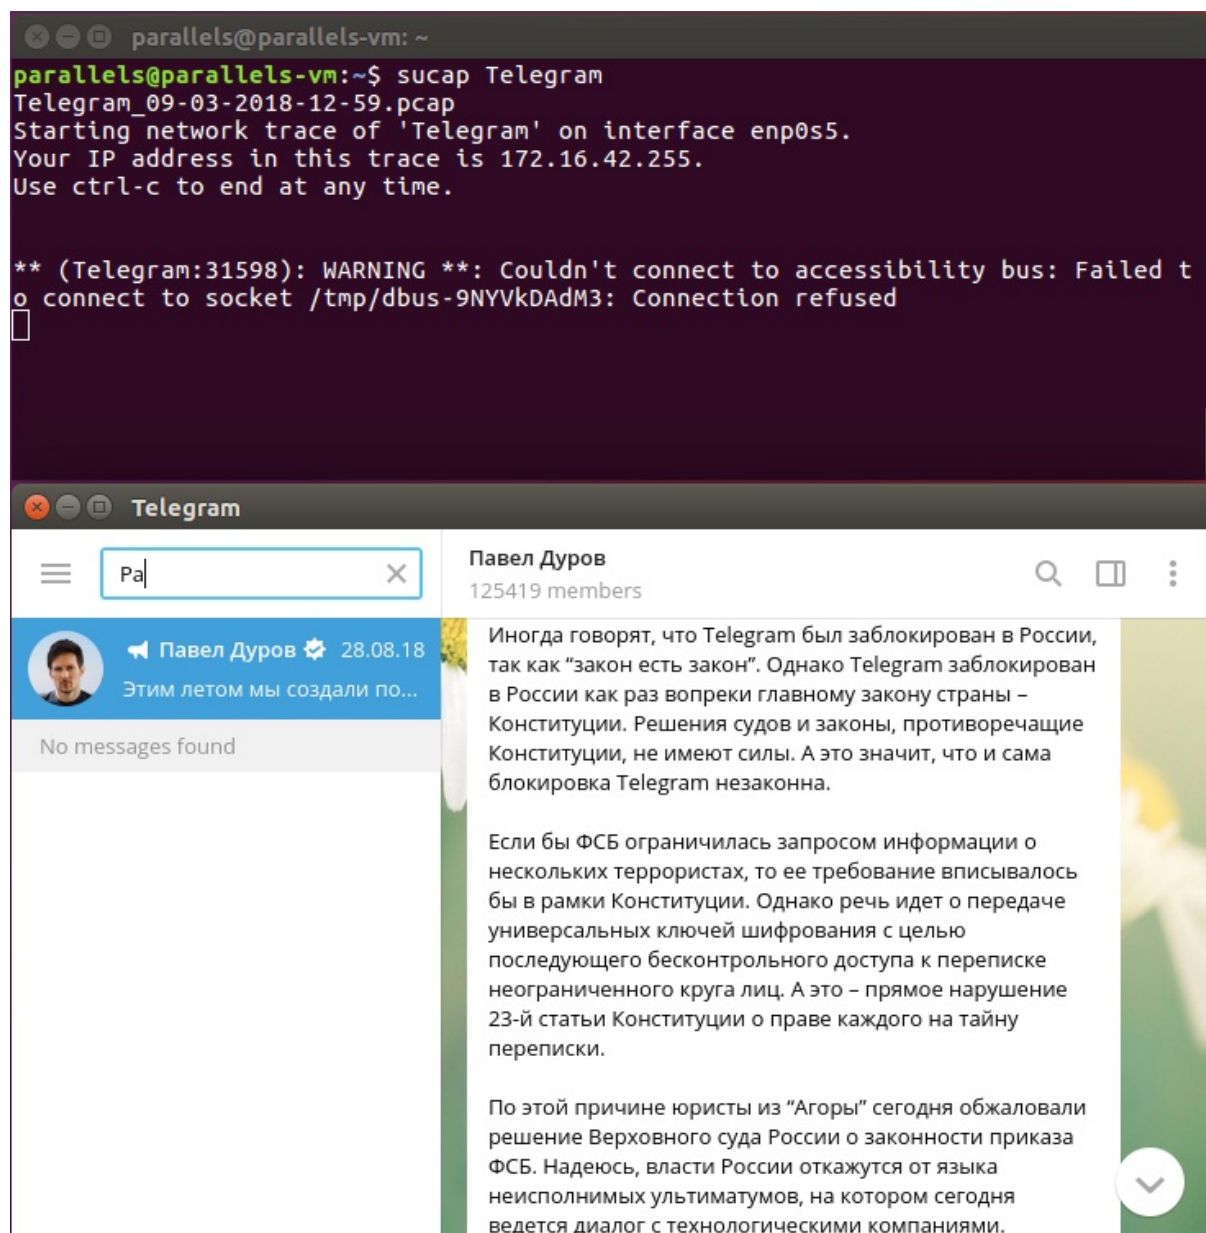 parallels@parallels-vm: ~
parallels@parallels-vm:~$ sucap Telegram
Telegram_09-03-2018-12-59.pcap
Starting network trace of 'Telegram' on interface enp0s5.
Your IP address in this trace is 172.16.42.255.
Use ctrl-c to end at any time.
** (Telegram:31598): WARNING **: Couldn't connect to accessibility bus: Failed t
o connect to socket /tmp/dbus-9NYVkDAdM3: Connection refused
Telegram
Pa
Павел Дуров 28.08.18
Этим летом мы создали по...
No messages found
Павел Дуров
125419 members
Иногда говорят, что Telegram был заблокирован в России,
так как “закон есть закон”. Однако Telegram заблокирован
в России как раз вопреки главному закону страны –
Конституции. Решения судов и законы, противоречащие
Конституции, не имеют силы. А это значит, что и сама
блокировка Telegram незаконна.
Если бы ФСБ ограничилась запросом информации о
нескольких террористах, то ее требование вписывалось
бы в рамки Конституции. Однако речь идет о передаче
универсальных ключей шифрования с целью
последующего бесконтрольного доступа к переписке
неограниченного круга лиц. А это – прямое нарушение
23-й статьи Конституции о праве каждого на тайну
переписки.
По этой причине юристы из “Агоры” сегодня обжаловали
решение Верховного суда России о законности приказа
ФСБ. Надеюсь, власти России откажутся от языка
неисполнимых ультиматумов, на котором сегодня
ведется диалог с технологическими компаниями.